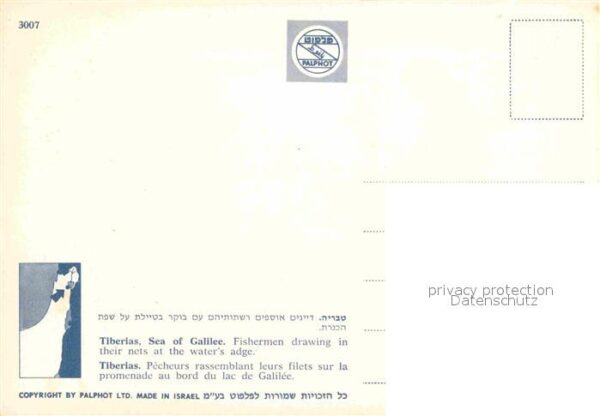 3007
פלפוט
PALPHOT
privacy protection
Datenschutz
טבריה. דייגים אוספים רשתותיהם עם בוקר בטיילת על שפת
הכנרת.
Tiberias, Sea of Galilee. Fishermen drawing in
their nets at the water's adge.
Tiberias. Pêcheurs rassemblant leurs filets sur la
promenade au bord du lac de Galilée.
COPYRIGHT BY PALPHOT LTD. MADE IN ISRAEL כל הזכויות שמורות לפלפוט בע"מ